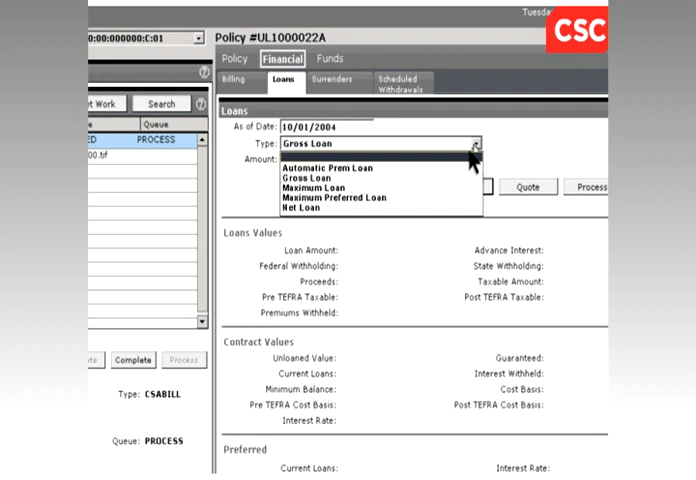 Tuesda
CSC
0:00:000000:C:01
Policy #UL1000022A
Policy Financial Funds
Billing Loans Surrenders Scheduled Withdrawals
Work Search
Queue
ED PROCESS
00.tif
Loans
As of Date: 10/01/2004
Type: Gross Loan
Amount:
Automatic Prem Loan
Gross Loan
Maximum Loan
Maximum Preferred Loan
Net Loan
Quote Process
Loans Values
Loan Amount: Advance Interest:
Federal Withholding: State Withholding:
Proceeds: Taxable Amount:
Pre TEFRA Taxable: Post TEFRA Taxable:
Premiums Withheld:
Contract Values
Unloaned Value: Guaranteed:
Current Loans: Interest Withheld:
Minimum Balance: Cost Basis:
Pre TEFRA Cost Basis: Post TEFRA Cost Basis:
Interest Rate:
Preferred
Current Loans: Interest Rate:
Complete Process
Type: CSABILL
Queue: PROCESS